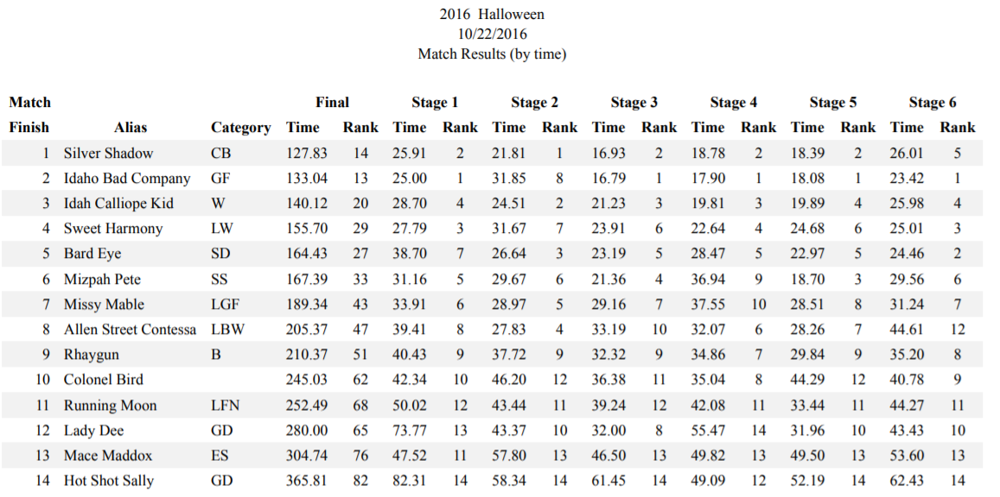 2016 Halloween
10/22/2016
Match Results (by time)
Match Final Stage 1 Stage 2 Stage 3 Stage 4 Stage 5 Stage 6
Finish Alias Category Time Rank Time Rank Time Rank Time Rank Time Rank Time Rank Time Rank
1 Silver Shadow CB 127.83 14 25.91 2 21.81 1 16.93 2 18.78 2 18.39 2 26.01 5
2 Idaho Bad Company GF 133.04 13 25.00 1 31.85 8 16.79 1 17.90 1 18.08 1 23.42 1
3 Idah Calliope Kid W 140.12 20 28.70 4 24.51 2 21.23 3 19.81 3 19.89 4 25.98 4
4 Sweet Harmony LW 155.70 29 27.79 3 31.67 7 23.91 6 22.64 4 24.68 6 25.01 3
5 Bard Eye SD 164.43 27 38.70 7 26.64 3 23.19 5 28.47 5 22.97 5 24.46 2
6 Mizpah Pete SS 167.39 33 31.16 5 29.67 6 21.36 4 36.94 9 18.70 3 29.56 6
7 Missy Mable LGF 189.34 43 33.91 6 28.97 5 29.16 7 37.55 10 28.51 8 31.24 7
8 Allen Street Contessa LBW 205.37 47 39.41 8 27.83 4 33.19 10 32.07 6 28.26 7 44.61 12
9 Rhaygun B 210.37 51 40.43 9 37.72 9 32.32 9 34.86 7 29.84 9 35.20 8
10 Colonel Bird 245.03 62 42.34 10 46.20 12 36.38 11 35.04 8 44.29 12 40.78 9
11 Running Moon LFN 252.49 68 50.02 12 43.44 11 39.24 12 42.08 11 33.44 11 44.27 11
12 Lady Dee GD 280.00 65 73.77 13 43.37 10 32.00 8 55.47 14 31.96 10 43.43 10
13 Mace Maddox ES 304.74 76 47.52 11 57.80 13 46.50 13 49.82 13 49.50 13 53.60 13
14 Hot Shot Sally GD 365.81 82 82.31 14 58.34 14 61.45 14 49.09 12 52.19 14 62.43 14